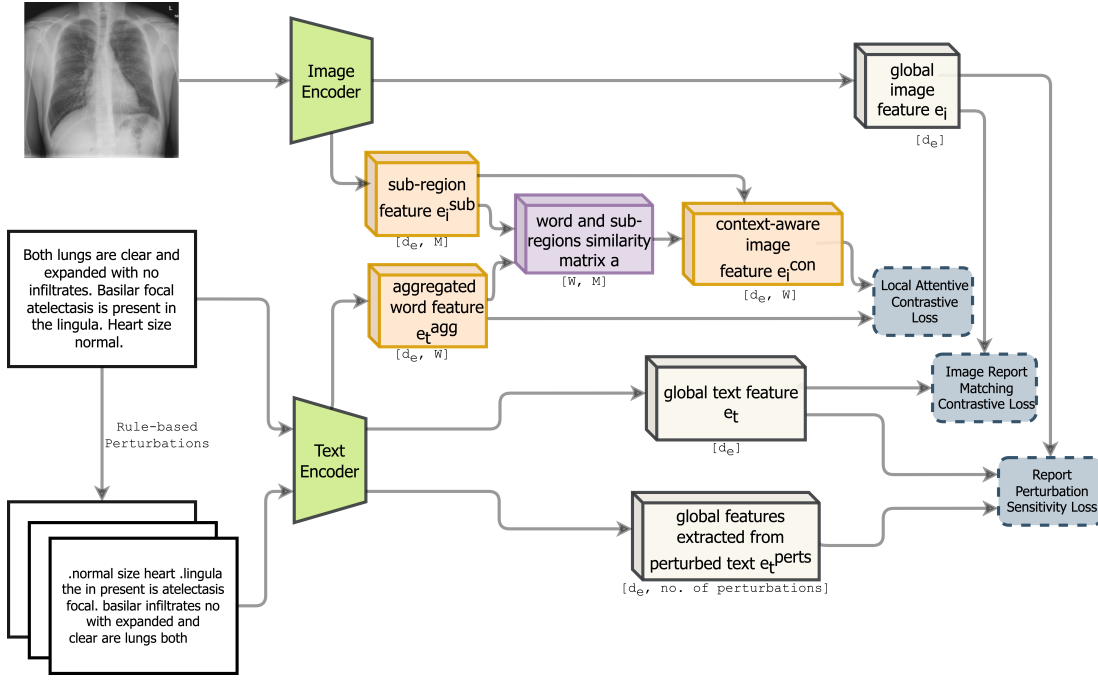 L
Image
Encoder
global
image
feature e_i
[d_e]
sub-region
feature e_i^sub
[d_e, M]
word and sub-
regions similarity
matrix a
[W, M]
context-aware
image
feature e_i^con
[d_e, W]
Both lungs are clear and
expanded with no
infiltrates. Basilar focal
atelectasis is present in
the lingula. Heart size
normal.
aggregated
word feature
e_t^agg
[d_e, W]
Local Attentive
Contrastive
Loss
Image Report
Matching
Contrastive Loss
global text feature
e_t
[d_e]
Rule-based
Perturbations
Text
Encoder
Report
Perturbation
Sensitivity Loss
global features
extracted from
perturbed text e_t^perts
[d_e, no. of perturbations]
.normal size heart .lingula
the in present is atelectasis
focal. basilar infiltrates no
with expanded and
clear are lungs both